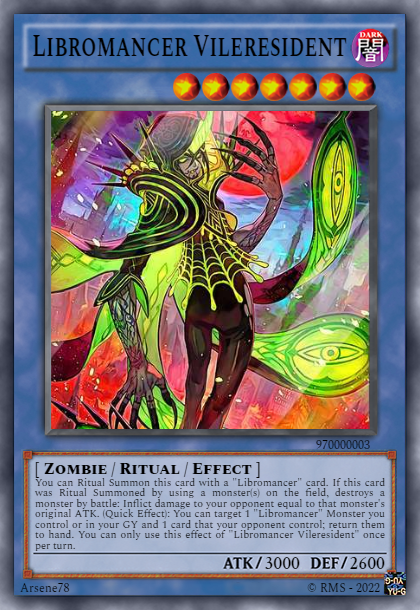 LIBROMANCER VILERESIDENT
DARK
闇
970000003
[ ZOMBIE / RITUAL / EFFECT ]
You can Ritual Summon this card with a "Libromancer" card. If this card
was Ritual Summoned by using a monster(s) on the field, destroys a
monster by battle: Inflict damage to your opponent equal to that monster's
original ATK. (Quick Effect): You can target 1 "Libromancer" Monster you
control or in your GY and 1 card that your opponent control; return them
to hand. You can only use this effect of "Libromancer Vileresident" once
per turn.
ATK/3000 DEF/2600
Arsene78
© RMS - 2022
YU-G